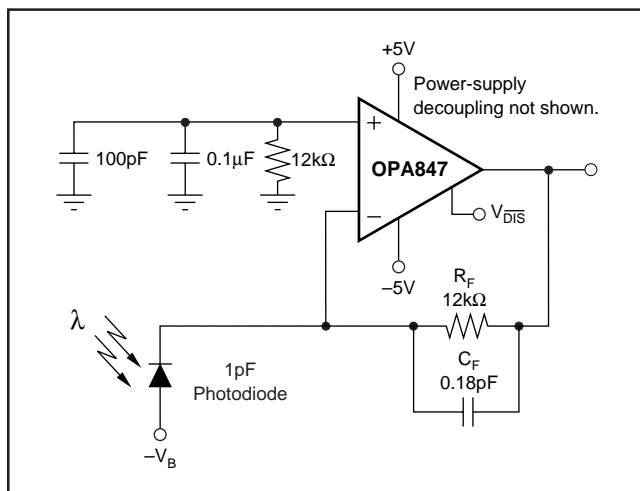 +5V
Power-supply
decoupling not shown.
+
100pF
0.1µF
12kΩ
OPA847
−
V_DIS̅
−5V
R_F
12kΩ
λ
C_F
0.18pF
1pF
Photodiode
−V_B